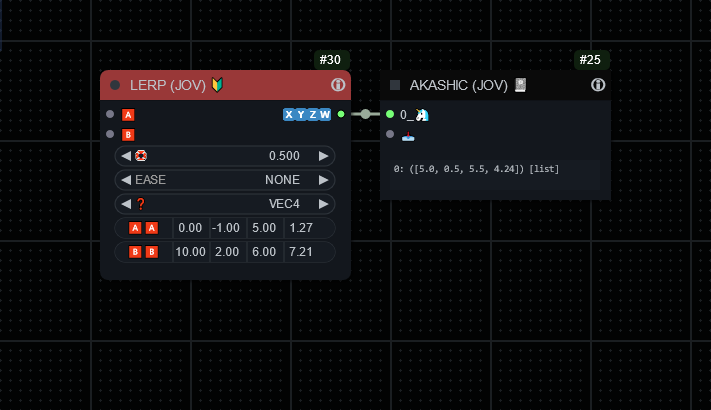 #30
#25
LERP (JOV) 🔰
AKASHIC (JOV) 📓
A
X Y Z W
0_🦄
B
0.500
0: ([5.0, 0.5, 5.5, 4.24]) [list]
EASE NONE
❓ VEC4
A A 0.00 -1.00 5.00 1.27
B B 10.00 2.00 6.00 7.21